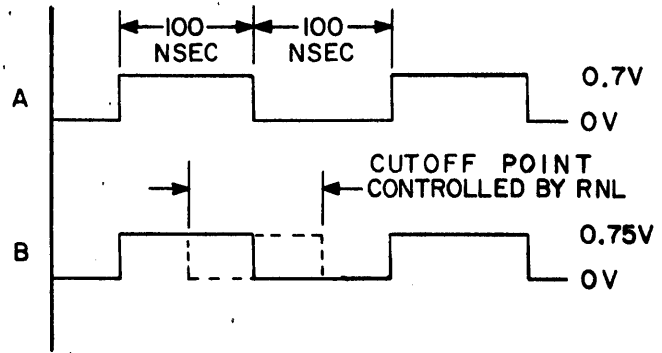 100 NSEC
100 NSEC
A
0.7V
0V
CUTOFF POINT
CONTROLLED BY RNL
B
0.75V
0V